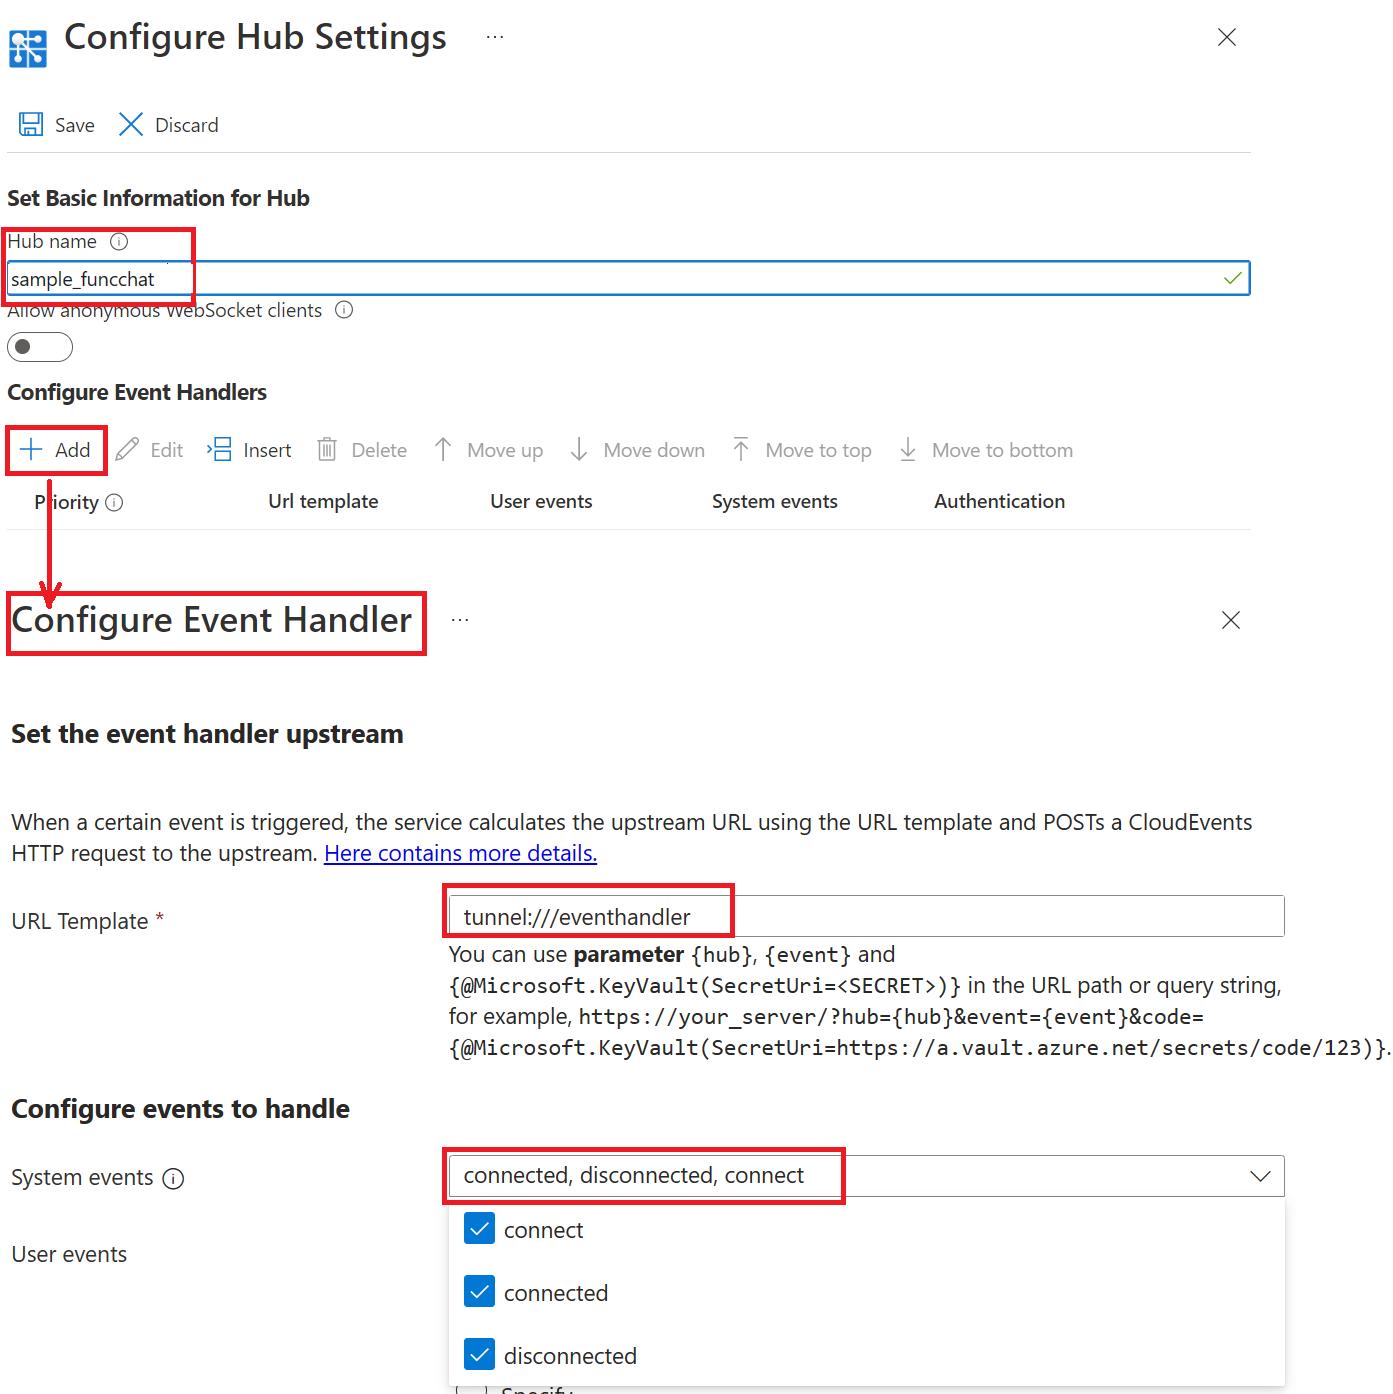 Configure Hub Settings ...
Save Discard
Set Basic Information for Hub
Hub name
sample_funcchat
Allow anonymous WebSocket clients
Configure Event Handlers
Add Edit Insert Delete Move up Move down Move to top Move to bottom
Priority Url template User events System events Authentication
Configure Event Handler ...
Set the event handler upstream
When a certain event is triggered, the service calculates the upstream URL using the URL template and POSTs a CloudEvents
HTTP request to the upstream. Here contains more details.
URL Template * tunnel:///eventhandler
You can use parameter {hub}, {event} and
{@Microsoft.KeyVault(SecretUri=<SECRET>)} in the URL path or query string,
for example, https://your_server/?hub={hub}&event={event}&code=
{@Microsoft.KeyVault(SecretUri=https://a.vault.azure.net/secrets/code/123)}.
Configure events to handle
System events connected, disconnected, connect
connect
User events
connected
disconnected
Specify